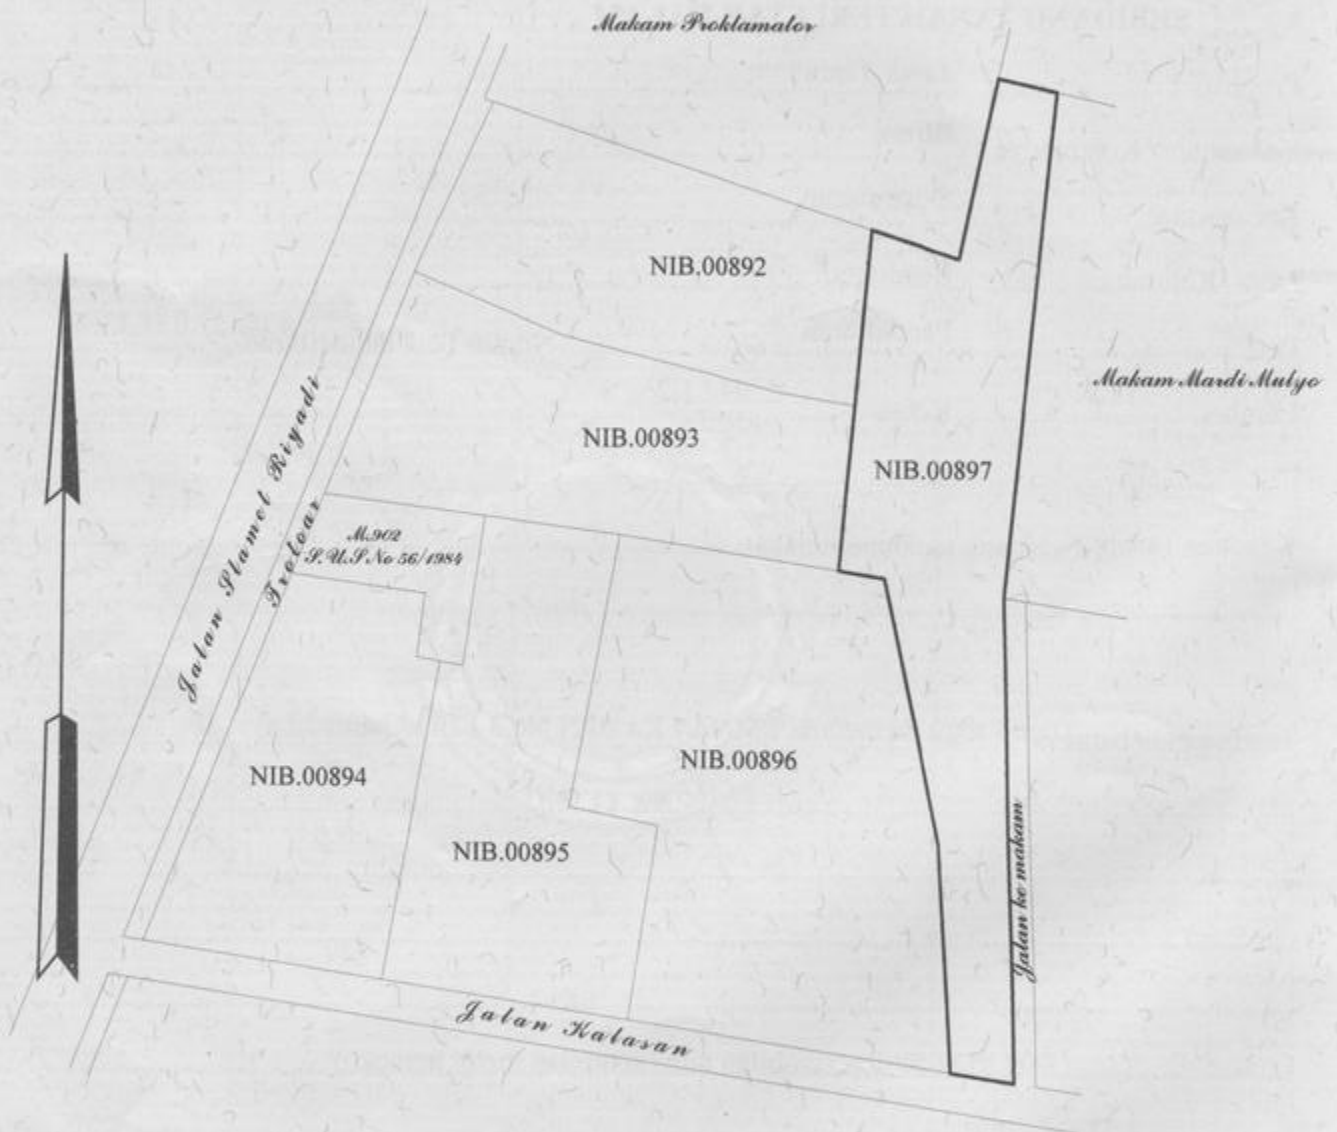 Makam Proklamator
NIB.00892
Makam Mardi Mulyo
NIB.00893
NIB.00897
Jalan Slamet Riyadi
Trotoar
M.902
S.U.S.No 56/1984
NIB.00896
NIB.00894
NIB.00895
Jalan ke makam
Jalan Kalasan